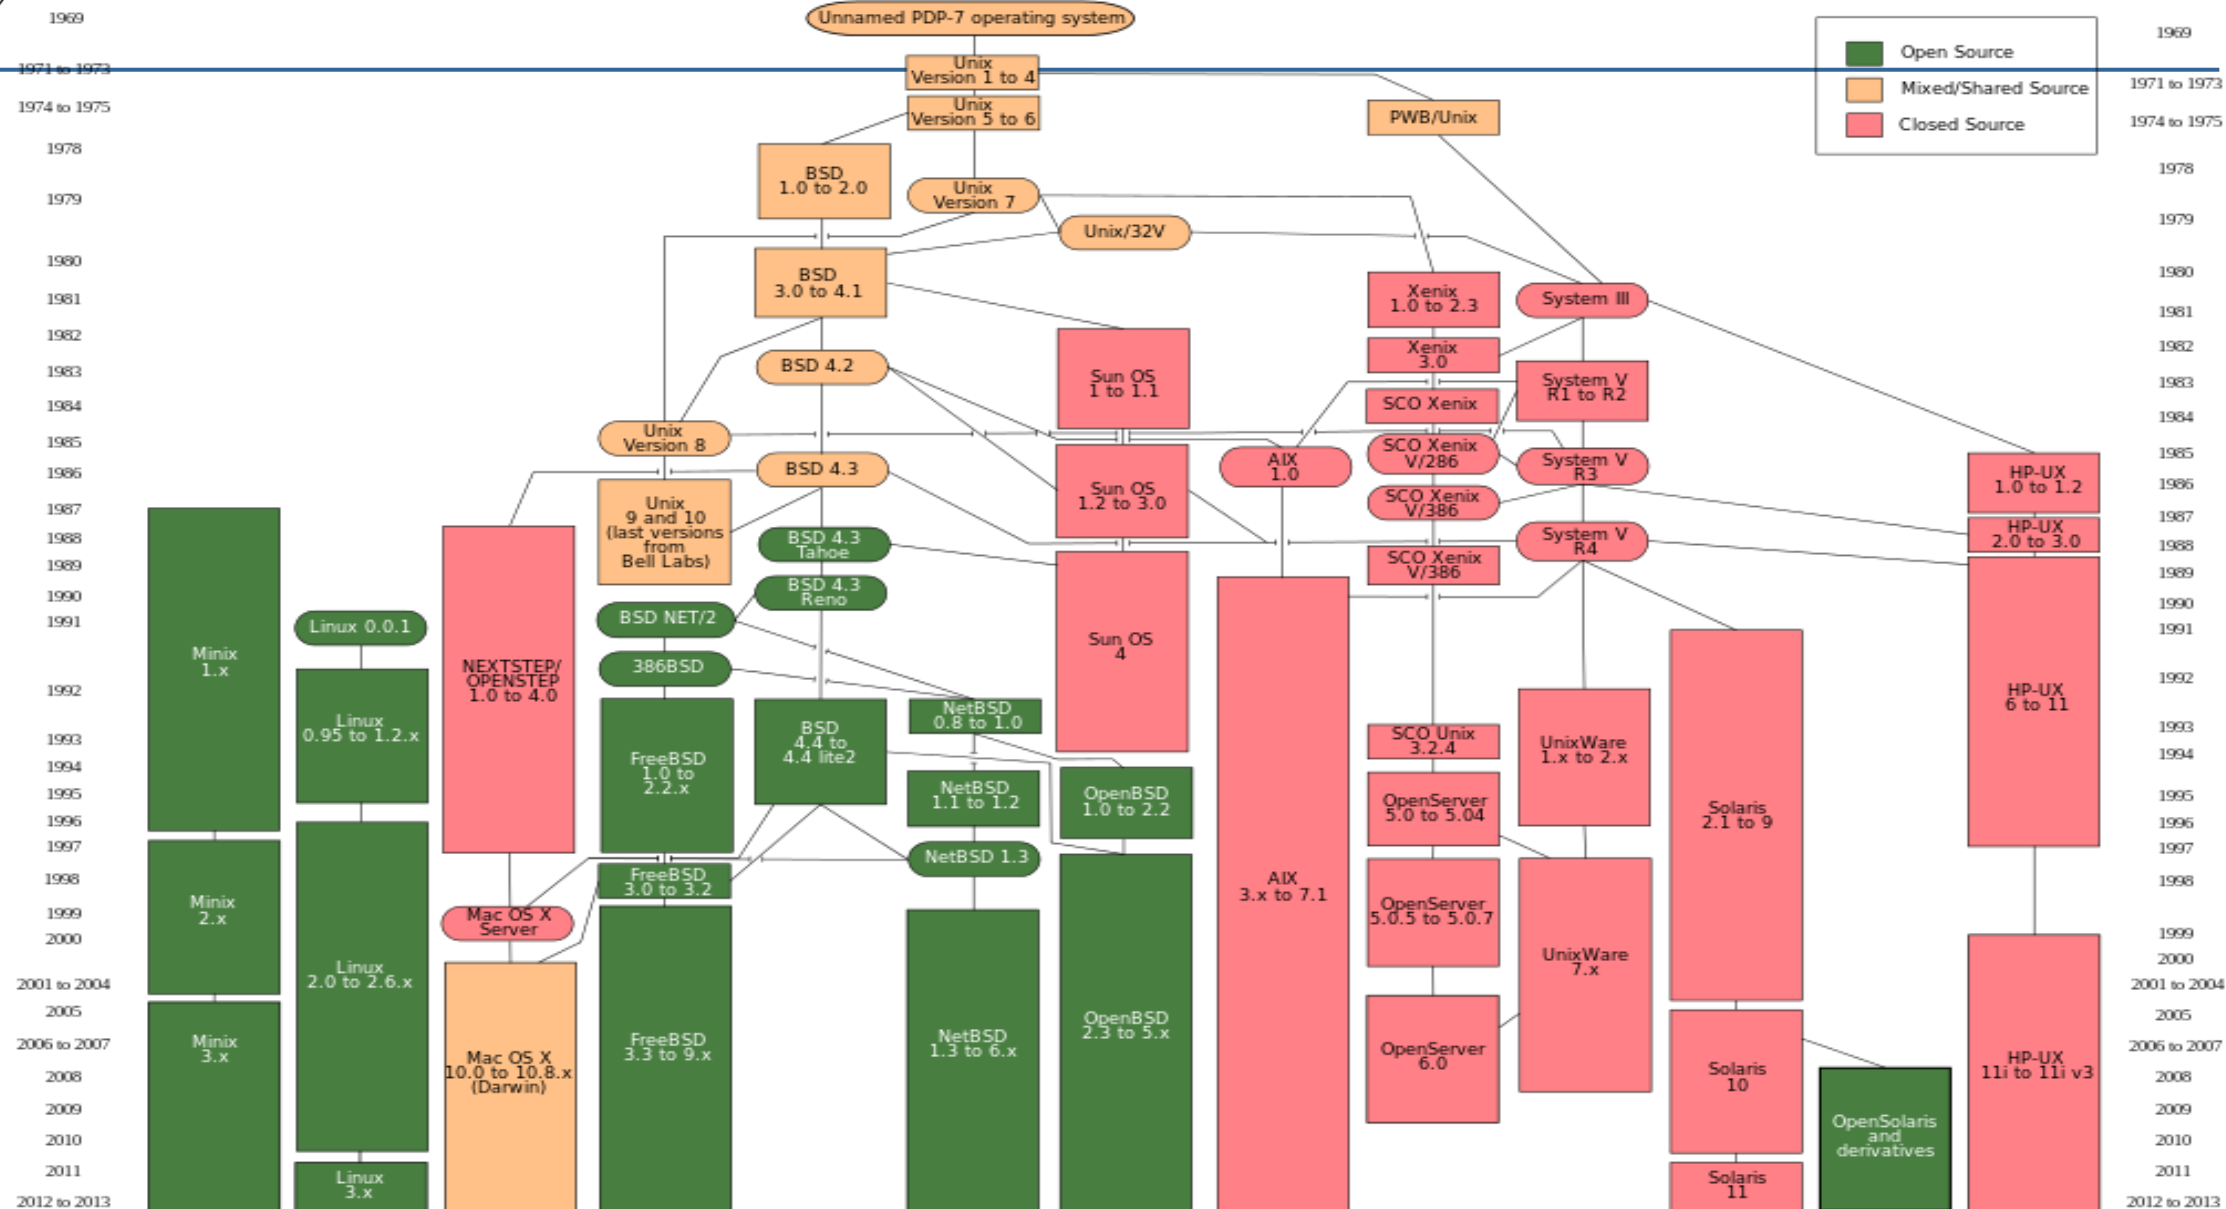 Unnamed PDP-7 operating system
1969
1971 to 1973
1974 to 1975
1978
1979
1980
1981
1982
1983
1984
1985
1986
1987
1988
1989
1990
1991
1992
1993
1994
1995
1996
1997
1998
1999
2000
2001 to 2004
2005
2006 to 2007
2008
2009
2010
2011
2012 to 2013
Open Source
Mixed/Shared Source
Closed Source
Unix
Version 1 to 4
Unix
Version 5 to 6
PWB/Unix
BSD
1.0 to 2.0
Unix
Version 7
Unix/32V
BSD
3.0 to 4.1
Xenix
1.0 to 2.3
System III
Xenix
3.0
BSD 4.2
Sun OS
1 to 1.1
System V
R1 to R2
SCO Xenix
Unix
Version 8
SCO Xenix
V/286
System V
R3
AIX
1.0
BSD 4.3
HP-UX
1.0 to 1.2
Unix
9 and 10
(last versions
from
Bell Labs)
Sun OS
1.2 to 3.0
SCO Xenix
V/386
HP-UX
2.0 to 3.0
BSD 4.3
Tahoe
System V
R4
SCO Xenix
V/386
BSD 4.3
Reno
BSD NET/2
Linux 0.0.1
Minix
1.x
386BSD
NEXTSTEP/
OPENSTEP
1.0 to 4.0
Sun OS
4
HP-UX
6 to 11
Linux
0.95 to 1.2.x
NetBSD
0.8 to 1.0
BSD
4.4 to
4.4 lite2
FreeBSD
1.0 to
2.2.x
SCO Unix
3.2.4
UnixWare
1.x to 2.x
NetBSD
1.1 to 1.2
OpenBSD
1.0 to 2.2
OpenServer
5.0 to 5.04
Solaris
2.1 to 9
NetBSD 1.3
FreeBSD
3.0 to 3.2
AIX
3.x to 7.1
Minix
2.x
Mac OS X
Server
OpenServer
5.0.5 to 5.0.7
Linux
2.0 to 2.6.x
UnixWare
7.x
Minix
3.x
Mac OS X
10.0 to 10.8.x
(Darwin)
FreeBSD
3.3 to 9.x
NetBSD
1.3 to 6.x
OpenBSD
2.3 to 5.x
OpenServer
6.0
Solaris
10
HP-UX
11i to 11i v3
OpenSolaris
and
derivatives
Linux
3.x
Solaris
11
1969
1971 to 1973
1974 to 1975
1978
1979
1980
1981
1982
1983
1984
1985
1986
1987
1988
1989
1990
1991
1992
1993
1994
1995
1996
1997
1998
1999
2000
2001 to 2004
2005
2006 to 2007
2008
2009
2010
2011
2012 to 2013